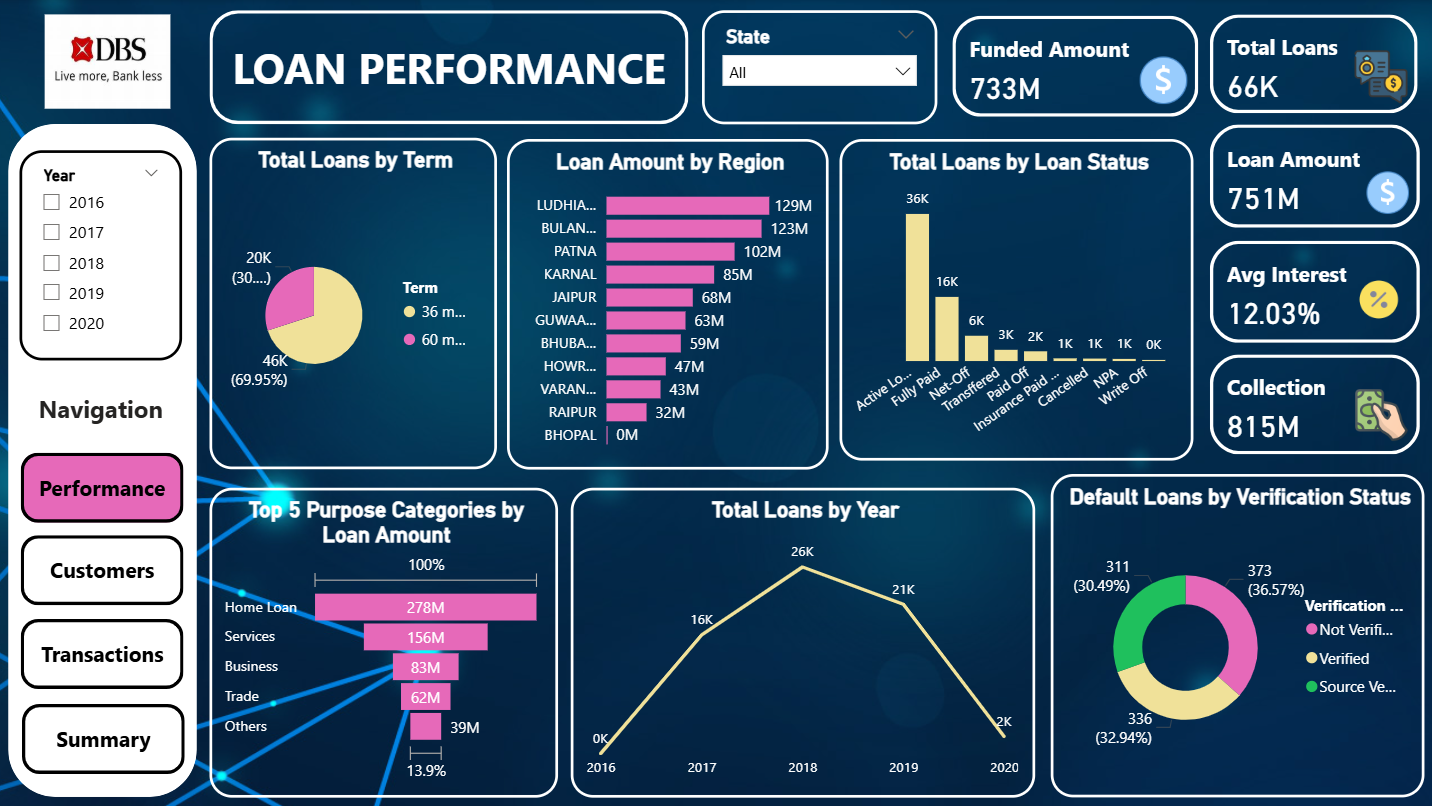 DBS
Live more, Bank less
LOAN PERFORMANCE
State
All
Funded Amount
733M
Total Loans
66K
Year
2016
2017
2018
2019
2020
Navigation
Performance
Customers
Transactions
Summary
Total Loans by Term
20K
(30....)
46K
(69.95%)
Term
36 m...
60 m...
Loan Amount by Region
LUDHIA... 129M
BULAN... 123M
PATNA 102M
KARNAL 85M
JAIPUR 68M
GUWAA... 63M
BHUBA... 59M
HOWR... 47M
VARAN... 43M
RAIPUR 32M
BHOPAL 0M
Total Loans by Loan Status
36K 16K 6K 3K 2K 1K 1K 1K 0K
Active Lo... Fully Paid Net-Off Transffered Paid Off Insurance Paid ... Cancelled NPA Write Off
Loan Amount
751M
Avg Interest
12.03%
Collection
815M
Top 5 Purpose Categories by
Loan Amount
100%
Home Loan 278M
Services 156M
Business 83M
Trade 62M
Others 39M
13.9%
Total Loans by Year
0K 16K 26K 21K 2K
2016 2017 2018 2019 2020
Default Loans by Verification Status
311
(30.49%)
373
(36.57%)
336
(32.94%)
Verification ...
Not Verifi...
Verified
Source Ve...